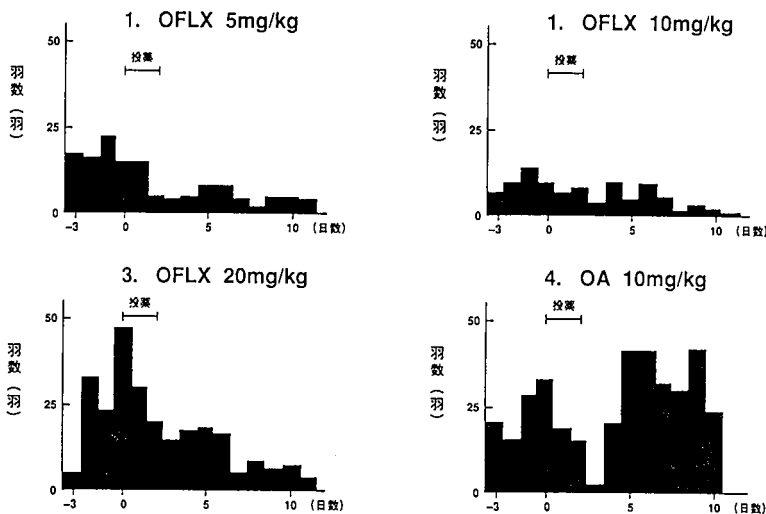 1. OFLX 5mg/kg
50
投薬
羽数(羽)
25
0
-3 0 5 10 (日数)
1. OFLX 10mg/kg
50
投薬
羽数(羽)
25
0
-3 0 5 10 (日数)
3. OFLX 20mg/kg
投薬
50
羽数(羽)
25
0
-3 0 5 10 (日数)
4. OA 10mg/kg
50
投薬
羽数(羽)
25
0
-3 0 5 10 (日数)